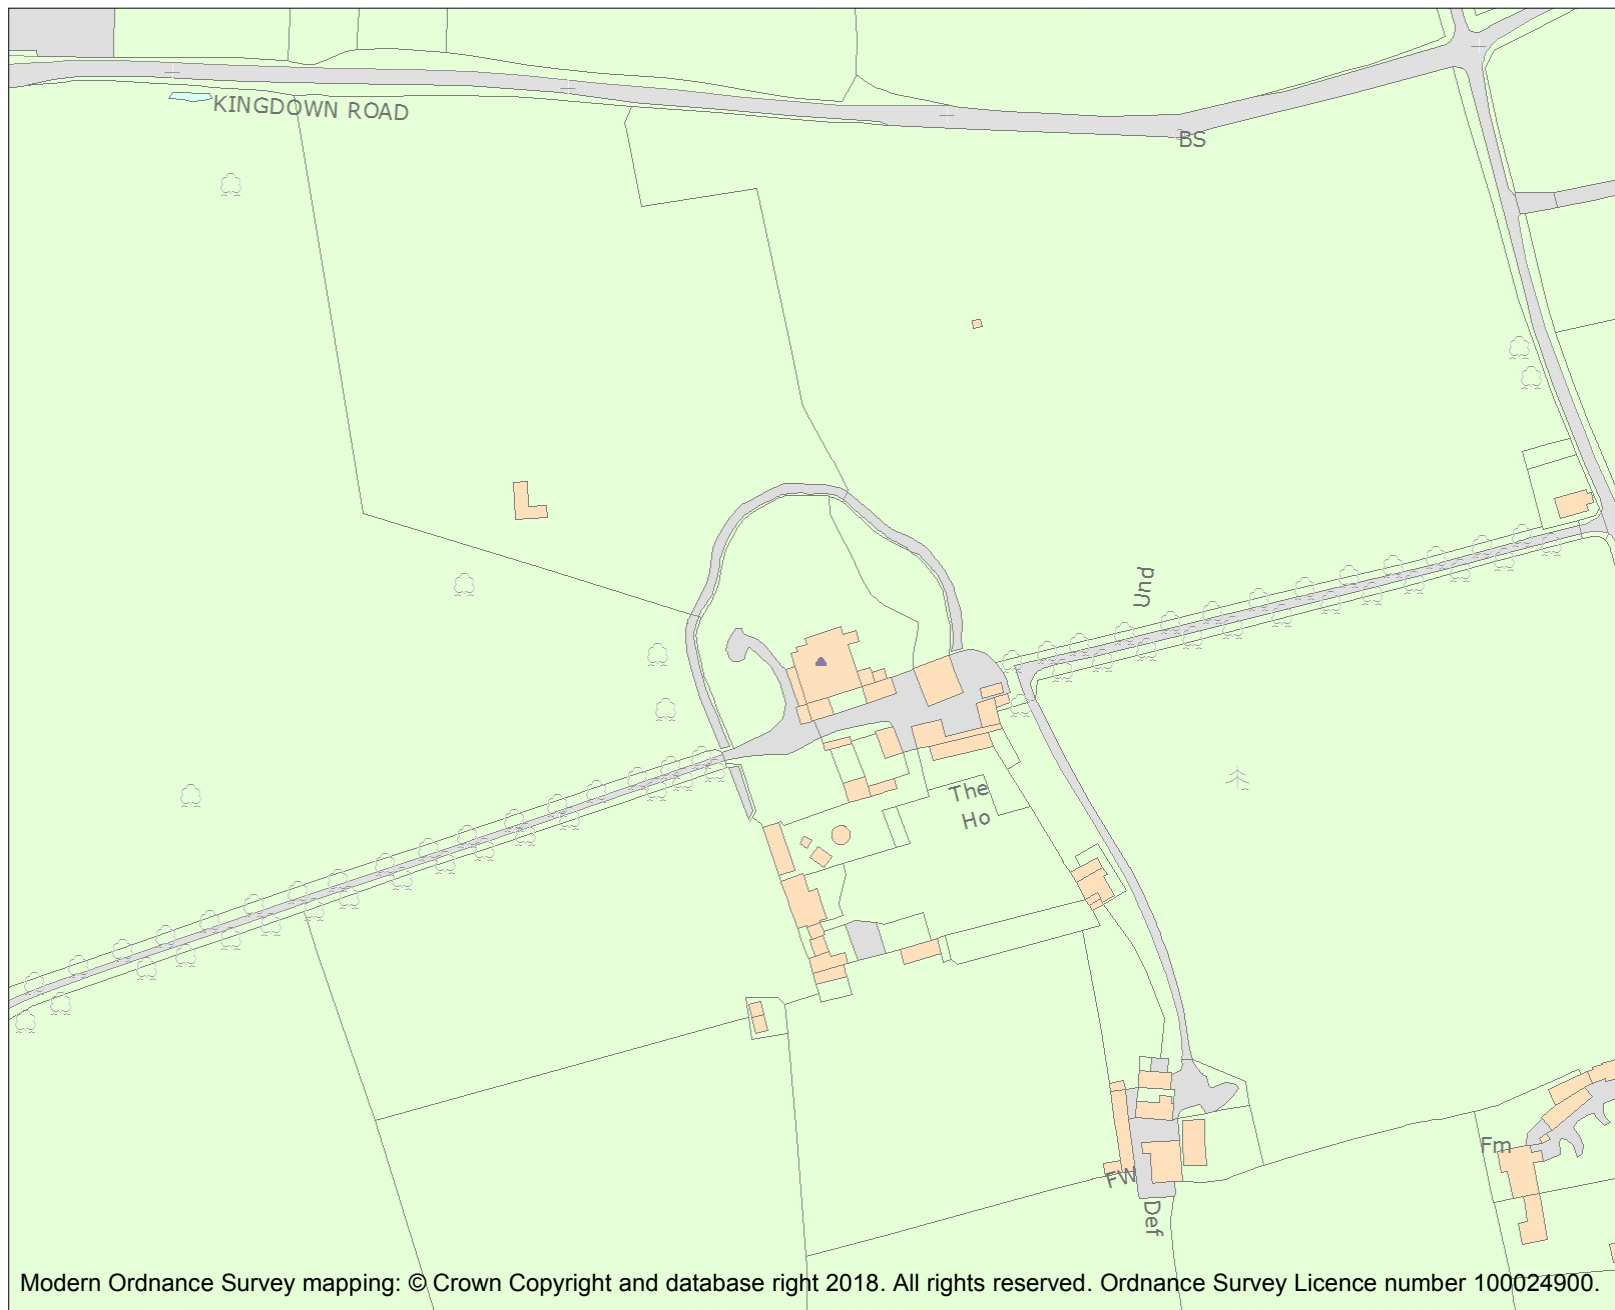 KINGDOWN ROAD
BS
Und
The
Ho
Fm
FW
Def
Modern Ordnance Survey mapping: © Crown Copyright and database right 2018. All rights reserved. Ordnance Survey Licence number 100024900.